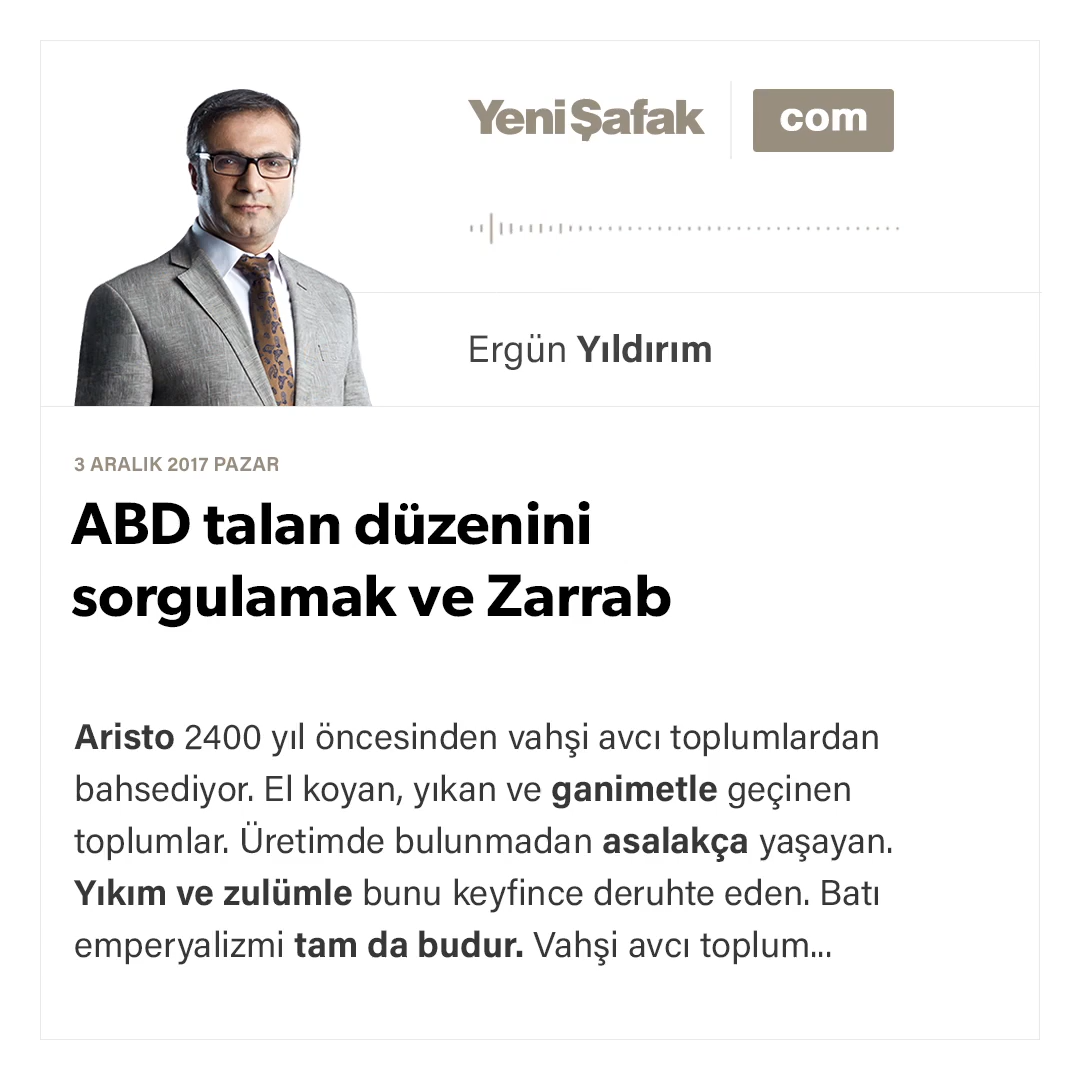 YeniŞafak com
Ergün Yıldırım
3 ARALIK 2017 PAZAR
ABD talan düzenini
sorgulamak ve Zarrab
Aristo 2400 yıl öncesinden vahşi avcı toplumlardan
bahsediyor. El koyan, yıkan ve ganimetle geçinen
toplumlar. Üretimde bulunmadan asalakça yaşayan.
Yıkım ve zulümle bunu keyfince deruhte eden. Batı
emperyalizmi tam da budur. Vahşi avcı toplum...